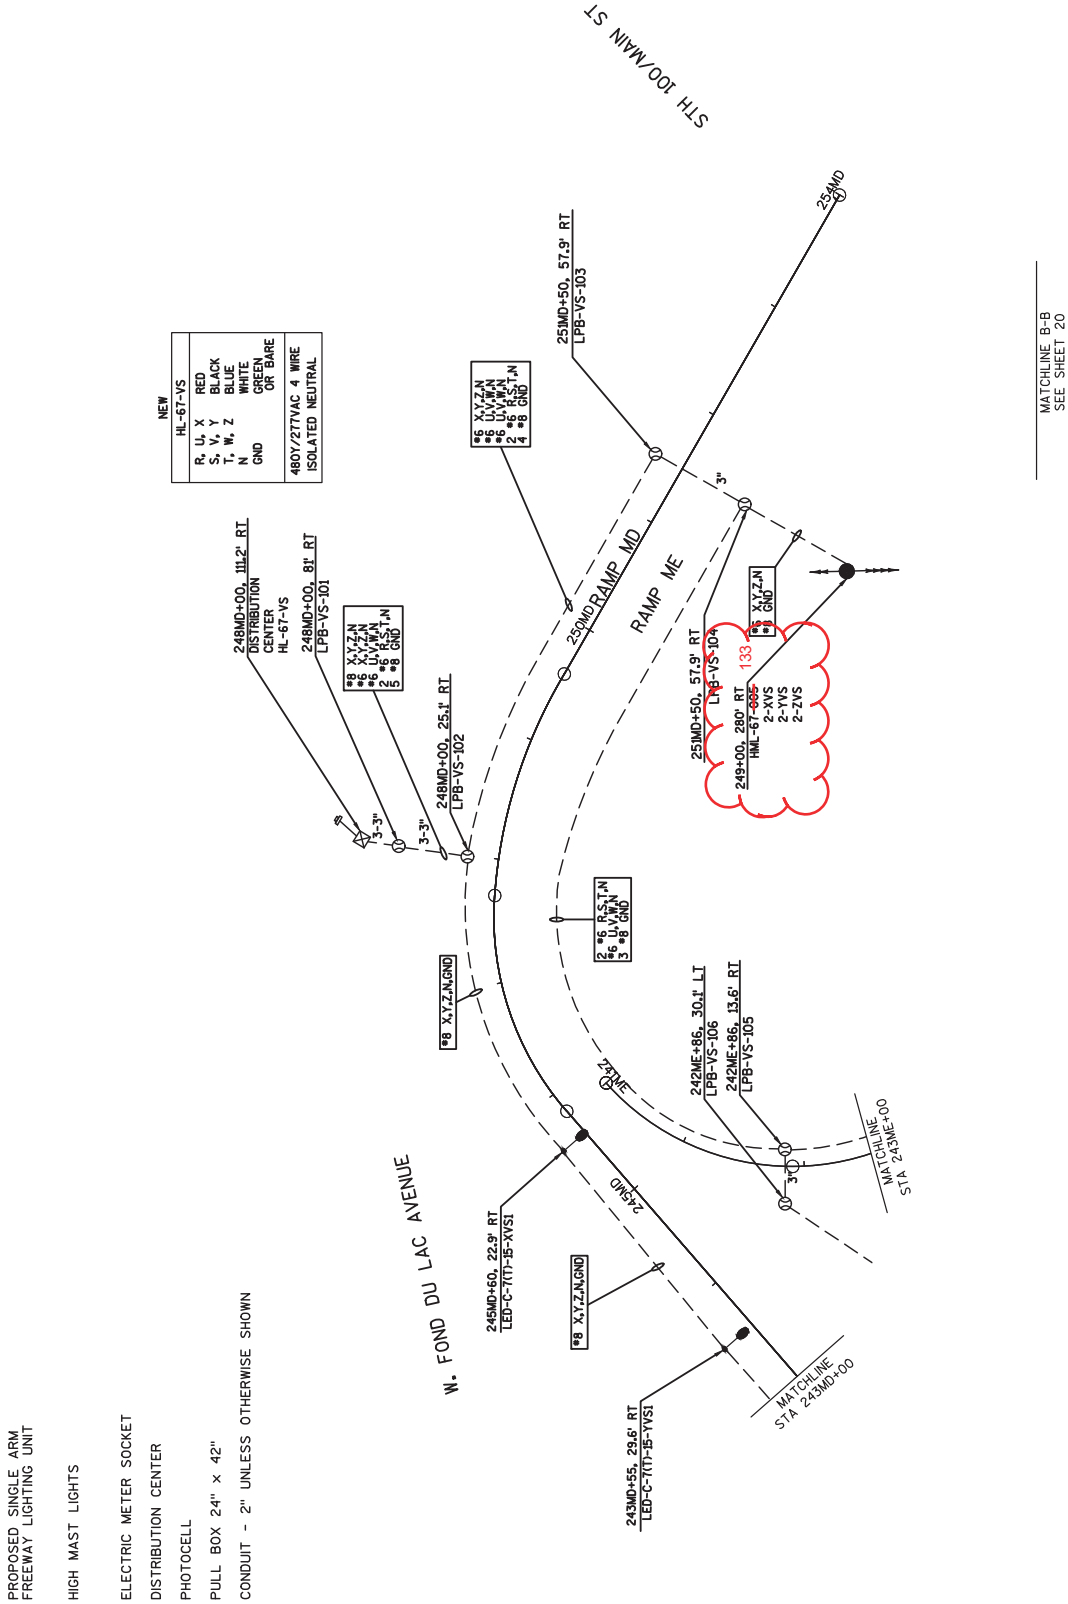 STH 100/MAIN ST
254MD
251MD+50, 57.9' RT
LPB-VS-103
NEW
HL-67-VS
R, U, X RED
S, V, Y BLACK
T, W, Z BLUE
N WHITE
GND GREEN
OR BARE
480Y/277VAC 4 WIRE
ISOLATED NEUTRAL
MATCHLINE B-B
SEE SHEET 20
#6 X,Y,Z,N
#6 U,V,W,N
#6 U,V,W,N
2 #6 R,S,T,N
4 #8 GND
248MD+00, 111.2' RT
DISTRIBUTION
CENTER
HL-67-VS
248MD+00, 81' RT
LPB-VS-101
#8 X,Y,Z,N
#6 X,Y,Z,N
#6 U,V,W,N
2 #6 R,S,T,N
5 #8 GND
248MD+00, 25.1' RT
LPB-VS-102
3-3"
3-3"
250MD
RAMP MD
RAMP ME
3"
#6 X,Y,Z,N
#8 GND
251MD+50, 57.9' RT
LPB-VS-104
133
249+00, 280' RT
HML-67-
2-XVS
2-YVS
2-ZVS
2 #6 R,S,T,N
#6 U,V,W,N
3 #8 GND
#8 X,Y,Z,N,GND
242ME+86, 30.1' LT
LPB-VS-106
242ME+86, 13.6' RT
LPB-VS-105
241ME
3"
MATCHLINE
STA 243ME+00
W. FOND DU LAC AVENUE
245MD+60, 22.9' RT
LED-C-7(T)-15-XVS1
245MD
#8 X,Y,Z,N,GND
243MD+55, 29.6' RT
LED-C-7(T)-15-YVS1
MATCHLINE
STA 243MD+00
PROPOSED SINGLE ARM
FREEWAY LIGHTING UNIT
HIGH MAST LIGHTS
ELECTRIC METER SOCKET
DISTRIBUTION CENTER
PHOTOCELL
PULL BOX 24" x 42"
CONDUIT - 2" UNLESS OTHERWISE SHOWN